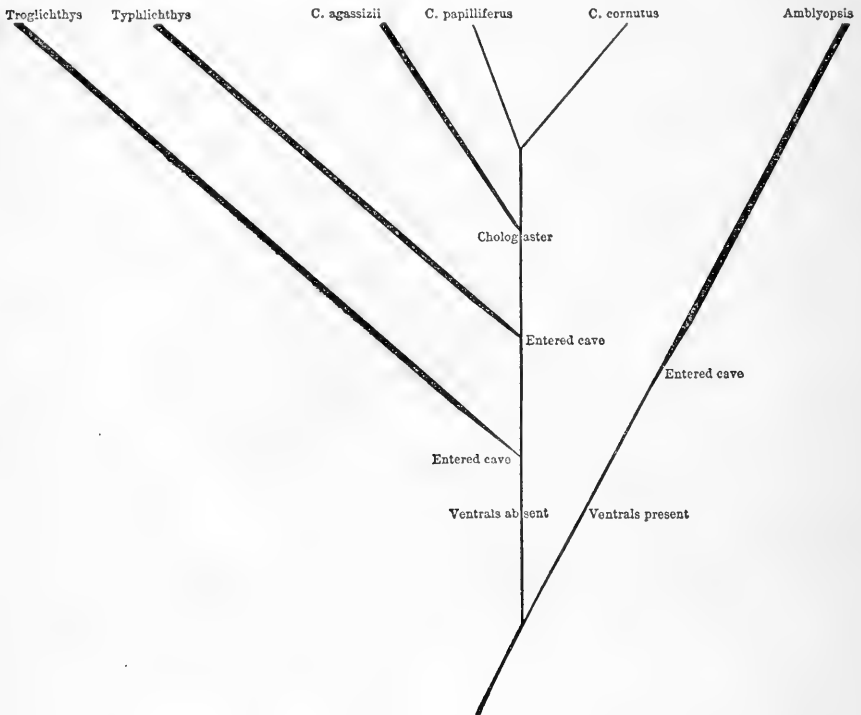 Troglichthys Typhlichthys C. agassizii C. papilliferus C. cornutus Amblyopsis
Chologaster
Entered cave
Entered cave
Entered cave
Ventrals absent Ventrals present